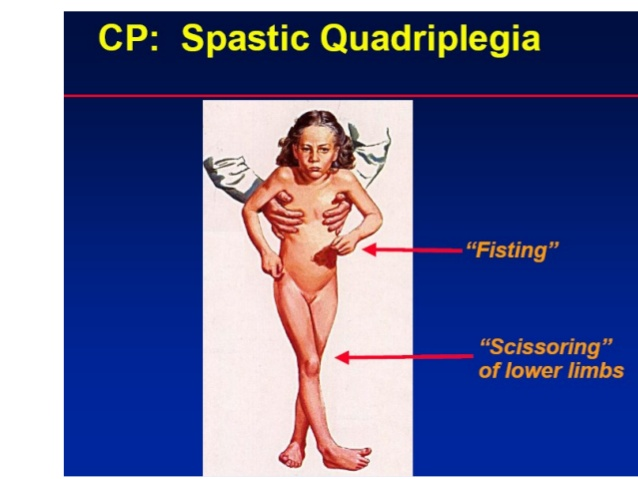 CP: Spastic Quadriplegia
“Fisting”
“Scissoring”
of lower limbs